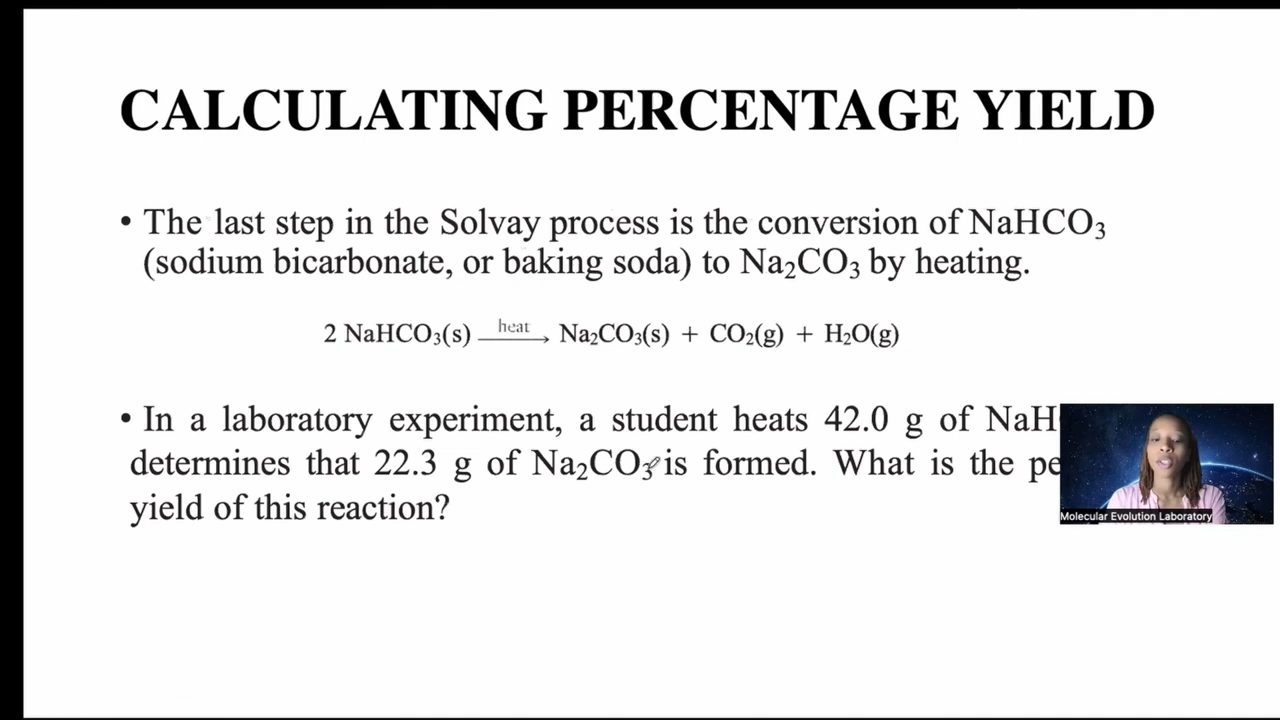 CALCULATING PERCENTAGE YIELD
• The last step in the Solvay process is the conversion of NaHCO₃
(sodium bicarbonate, or baking soda) to Na₂CO₃ by heating.
2 NaHCO₃(s) heat→ Na₂CO₃(s) + CO₂(g) + H₂O(g)
• In a laboratory experiment, a student heats 42.0 g of
determines that 22.3 g of Na₂CO₃ is formed. What is the
yield of this reaction?
Molecular Evolution Laboratory